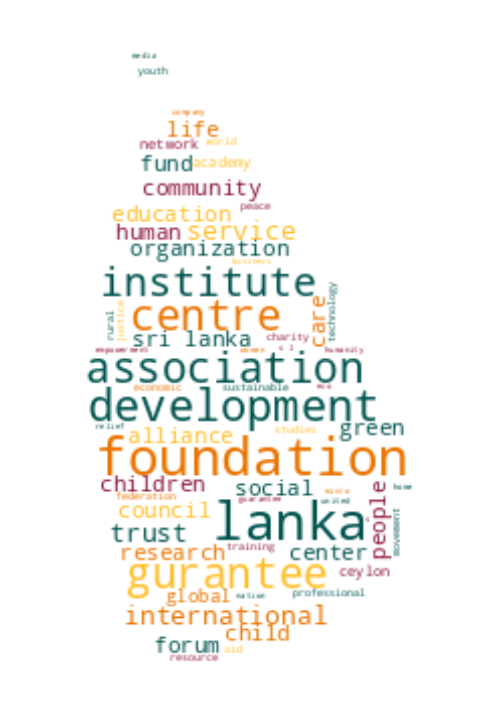 media
youth
company
life
network world
fund academy
community
education peace
human service
organization
business
institute
centre care technology
rural justice
sri lanka charity
empowerment women s l humanity
association
economic sustainable eco
development
relief
alliance studies green
foundation
children social micro home
federation guarantee united
council lanka people movement
trust
research training center
gurantee ceylon
global nation professional
international
child
forum aid
resource